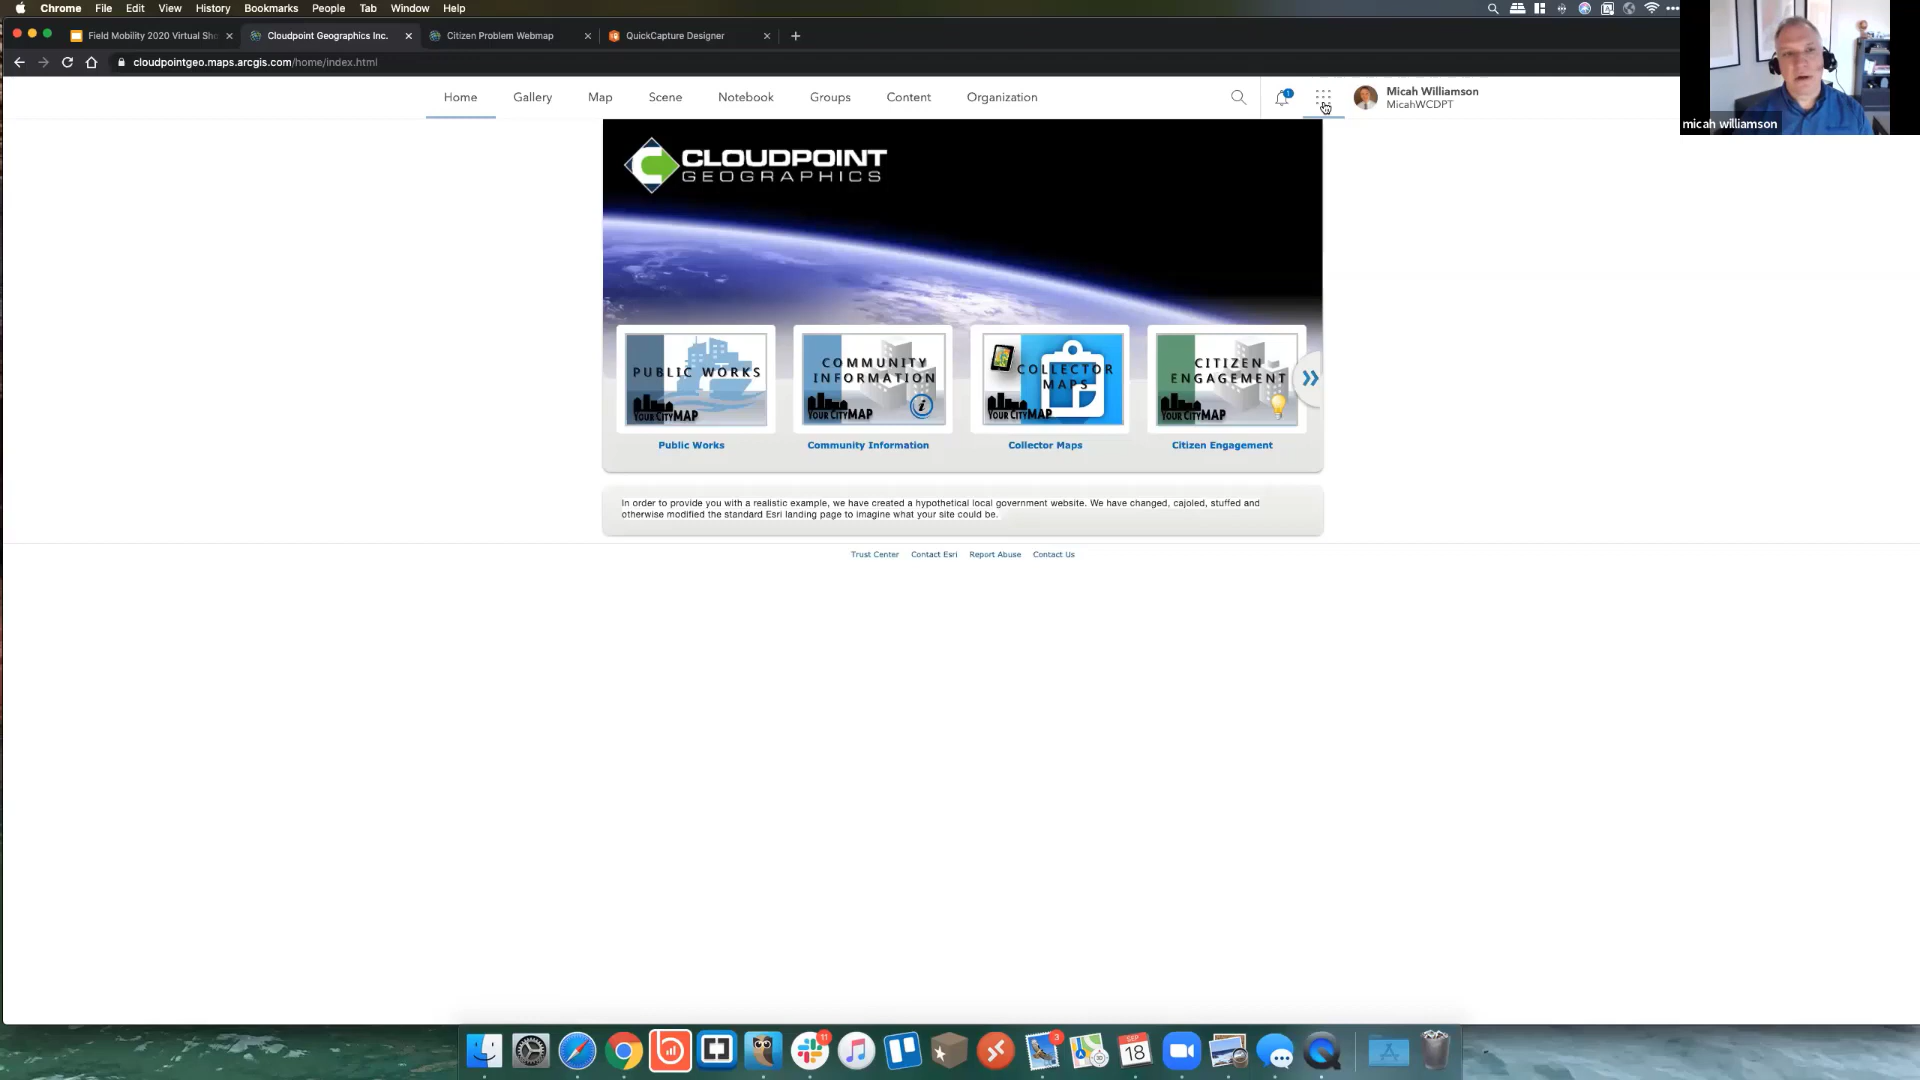 Chrome File Edit View History Bookmarks People Tab Window Help
Field Mobility 2020 Virtual Sho
Cloudpoint Geographics Inc.
Citizen Problem Webmap
QuickCapture Designer
cloudpointgeo.maps.arcgis.com/home/index.html
Home Gallery Map Scene Notebook Groups Content Organization
1
Micah Williamson
MicahWCDPT
micah williamson
CLOUDPOINT
GEOGRAPHICS
PUBLIC WORKS
YOUR CITYMAP
COMMUNITY
INFORMATION
YOUR CITYMAP
COLLECTOR
MAPS
YOUR CITYMAP
CITIZEN
ENGAGEMENT
YOUR CITYMAP
Public Works Community Information Collector Maps Citizen Engagement
In order to provide you with a realistic example, we have created a hypothetical local government website. We have changed, cajoled, stuffed and
otherwise modified the standard Esri landing page to imagine what your site could be.
Trust Center Contact Esri Report Abuse Contact Us
11
3
SEP
18